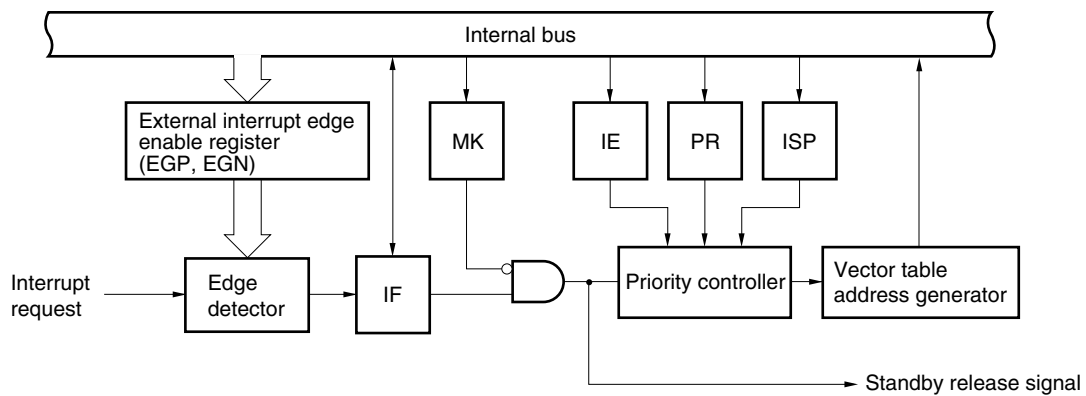 Internal bus
External interrupt edge
enable register
(EGP, EGN)
MK
IE
PR
ISP
Interrupt
request
Edge
detector
IF
Priority controller
Vector table
address generator
Standby release signal